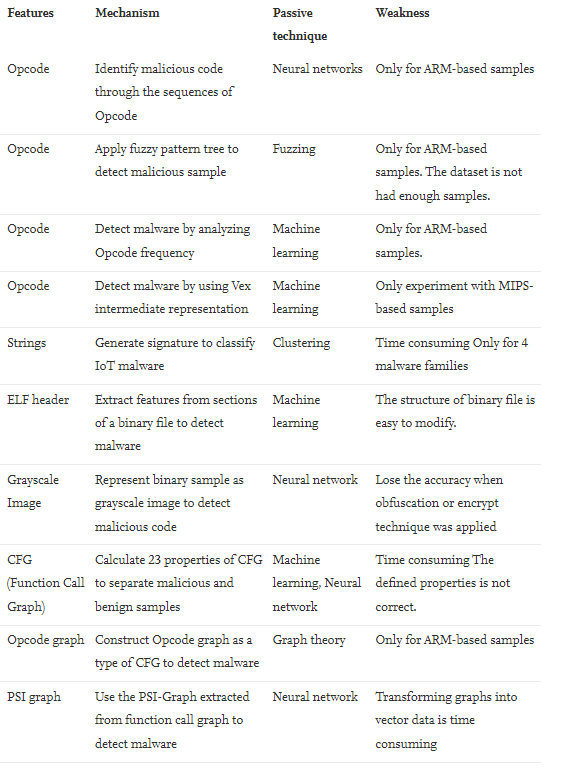 Features Mechanism Passive technique Weakness
Opcode Identify malicious code through the sequences of Opcode Neural networks Only for ARM-based samples
Opcode Apply fuzzy pattern tree to detect malicious sample Fuzzing Only for ARM-based samples. The dataset is not had enough samples.
Opcode Detect malware by analyzing Opcode frequency Machine learning Only for ARM-based samples.
Opcode Detect malware by using Vex intermediate representation Machine learning Only experiment with MIPS-based samples
Strings Generate signature to classify IoT malware Clustering Time consuming Only for 4 malware families
ELF header Extract features from sections of a binary file to detect malware Machine learning The structure of binary file is easy to modify.
Grayscale Image Represent binary sample as grayscale image to detect malicious code Neural network Lose the accuracy when obfuscation or encrypt technique was applied
CFG (Function Call Graph) Calculate 23 properties of CFG to separate malicious and benign samples Machine learning, Neural network Time consuming The defined properties is not correct.
Opcode graph Construct Opcode graph as a type of CFG to detect malware Graph theory Only for ARM-based samples
PSI graph Use the PSI-Graph extracted from function call graph to detect malware Neural network Transforming graphs into vector data is time consuming